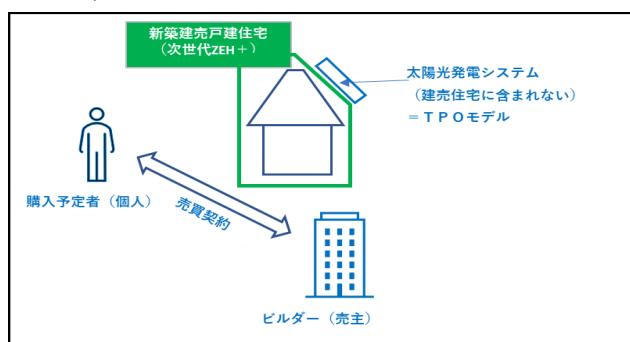 新築建売戸建住宅
（次世代ZEH＋）
太陽光発電システム
（建売住宅に含まれない）
＝ＴＰＯモデル
購入予定者（個人）
売買契約
ビルダー（売主）